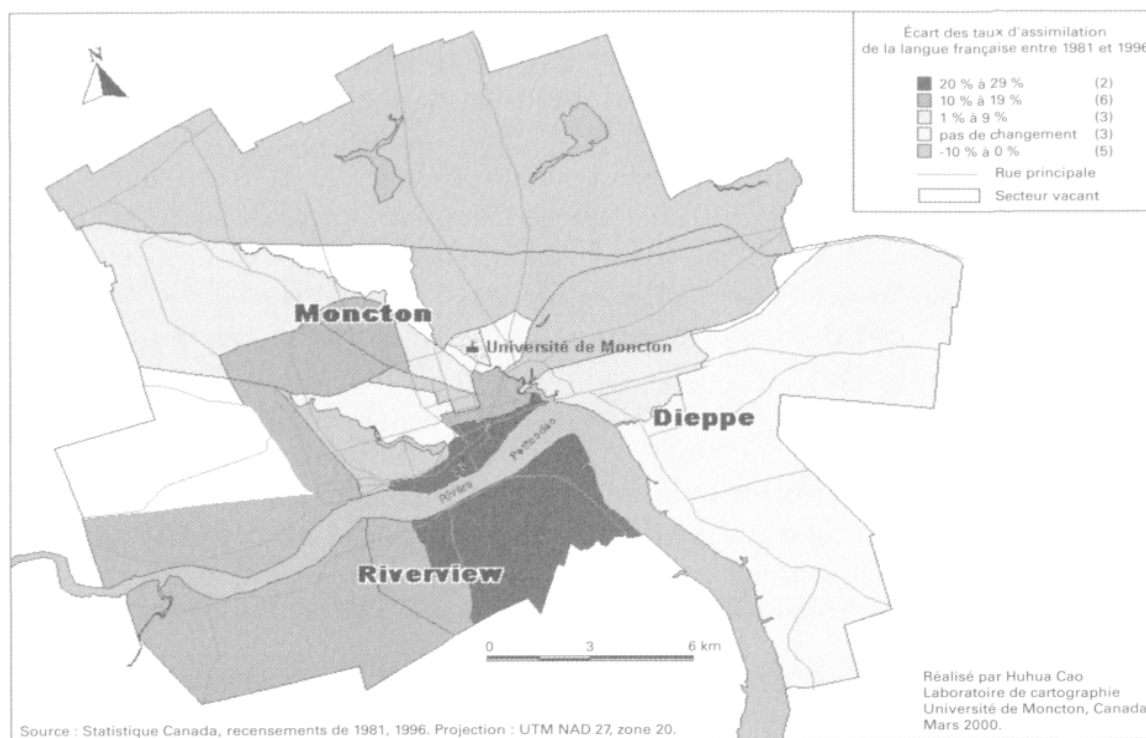 Écart des taux d'assimilation
de la langue française entre 1981 et 1996
20 % à 29 % (2)
10 % à 19 % (6)
1 % à 9 % (3)
pas de changement (3)
-10 % à 0 % (5)
Rue principale
Secteur vacant
N
Moncton
Université de Moncton
Dieppe
Rivière Petitcodiac
Riverview
0 3 6 km
Réalisé par Huhua Cao
Laboratoire de cartographie
Université de Moncton, Canada
Mars 2000.
Source : Statistique Canada, recensements de 1981, 1996. Projection : UTM NAD 27, zone 20.